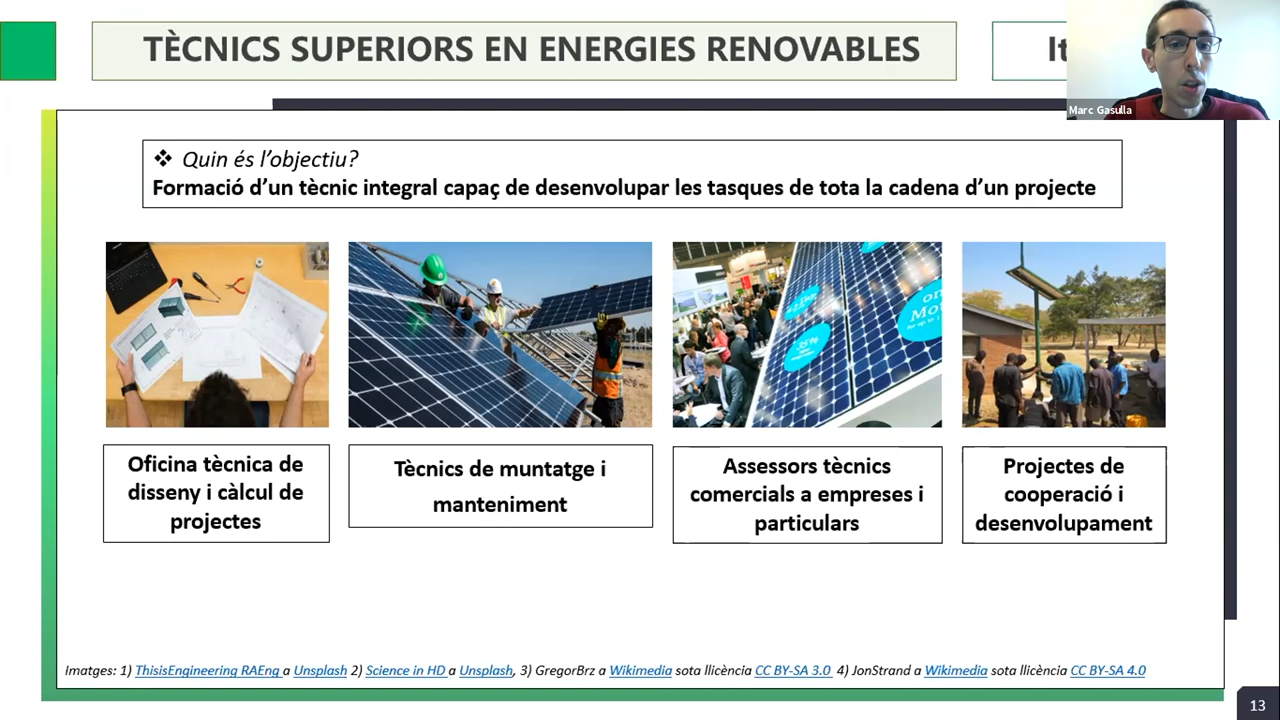 TÈCNICS SUPERIORS EN ENERGIES RENOVABLES
Marc Gasulla
❖ Quin és l’objectiu?
Formació d’un tècnic integral capaç de desenvolupar les tasques de tota la cadena d’un projecte
Oficina tècnica de
disseny i càlcul de
projectes
Tècnics de muntatge i
manteniment
Assessors tècnics
comercials a empreses i
particulars
Projectes de
cooperació i
desenvolupament
Imatges: 1) ThisisEngineering RAEng a Unsplash 2) Science in HD a Unsplash, 3) GregorBrz a Wikimedia sota llicència CC BY-SA 3.0 4) JonStrand a Wikimedia sota llicència CC BY-SA 4.0
13